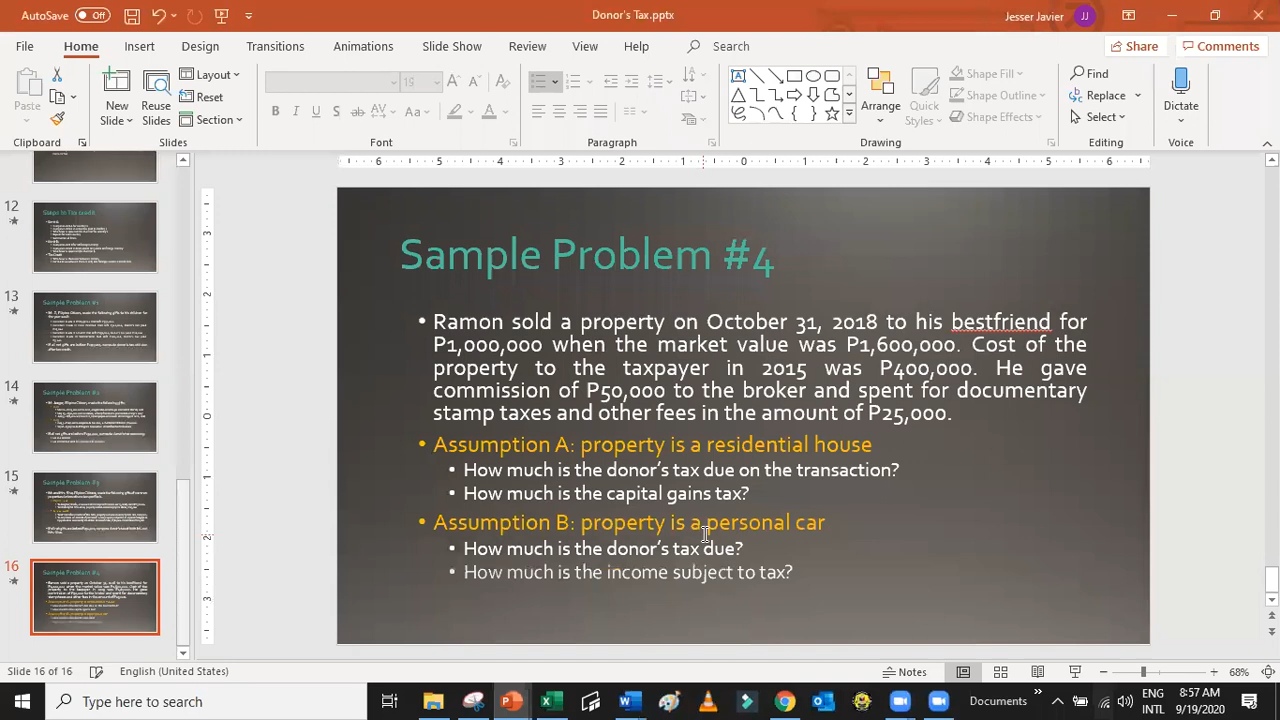 AutoSave Off
Donor's Tax.pptx
Jesser Javier JJ
File Home Insert Design Transitions Animations Slide Show Review View Help Search Share Comments
Paste
New Slide
Reuse Slides
Layout
Reset
Section
Arrange
Quick Styles
Shape Fill
Shape Outline
Shape Effects
Find
Replace
Select
Dictate
Clipboard Slides Font Paragraph Drawing Editing Voice
12
13
14
15
16
Sample Problem #4
• Ramon sold a property on October 31, 2018 to his bestfriend for
P1,000,000 when the market value was P1,600,000. Cost of the
property to the taxpayer in 2015 was P400,000. He gave
commission of P50,000 to the broker and spent for documentary
stamp taxes and other fees in the amount of P25,000.
• Assumption A: property is a residential house
• How much is the donor's tax due on the transaction?
• How much is the capital gains tax?
• Assumption B: property is a personal car
• How much is the donor's tax due?
• How much is the income subject to tax?
Slide 16 of 16 English (United States) Notes 68%
Type here to search
Documents
ENG
INTL
8:57 AM
9/19/2020